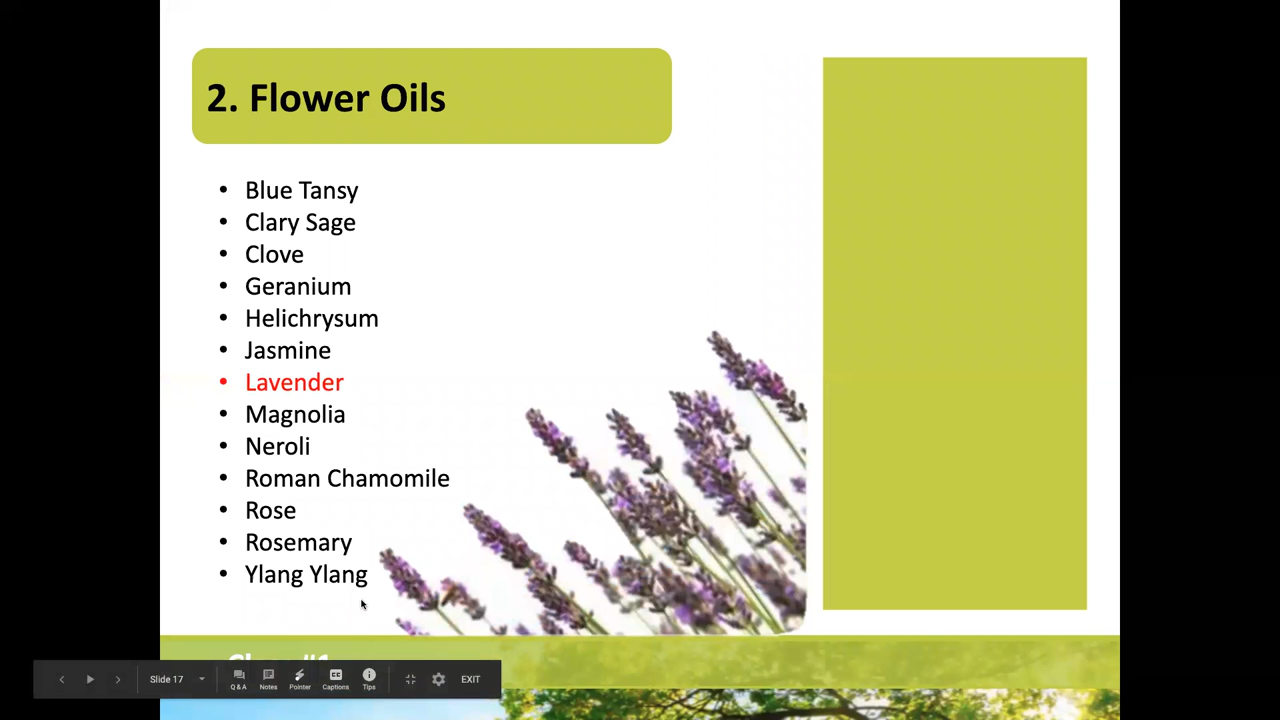 2. Flower Oils
• Blue Tansy
• Clary Sage
• Clove
• Geranium
• Helichrysum
• Jasmine
• Lavender
• Magnolia
• Neroli
• Roman Chamomile
• Rose
• Rosemary
• Ylang Ylang
Slide 17
Q & A
Notes
Pointer
CC
Captions
Tips
EXIT